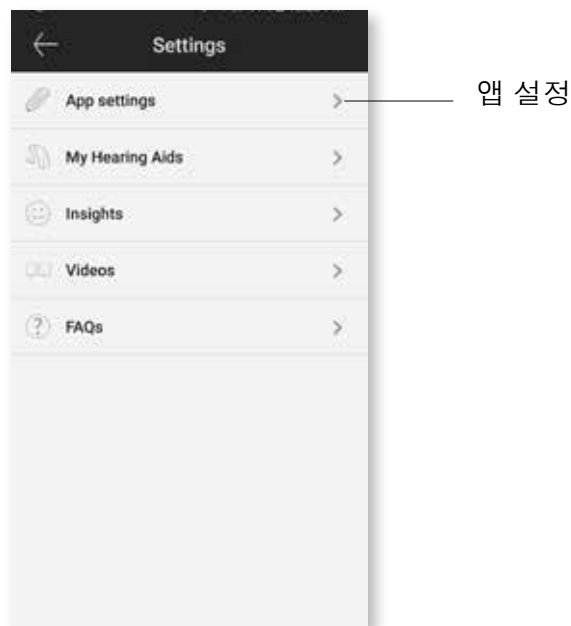 Settings
App settings
앱 설정
My Hearing Aids
Insights
Videos
FAQs